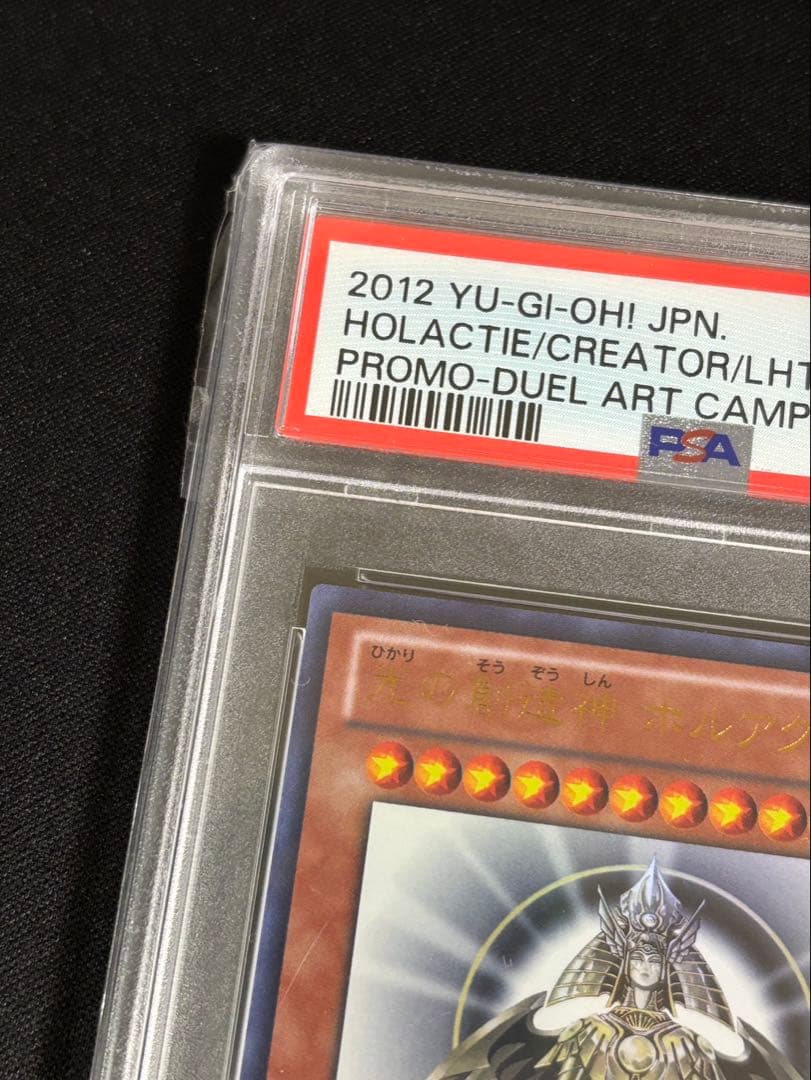 2012 YU-GI-OH! JPN.
HOLACTIE/CREATOR/LHT
PROMO-DUEL ART CAMP
PSA
ひかり そうぞうしん
光の創造神 ホルアク